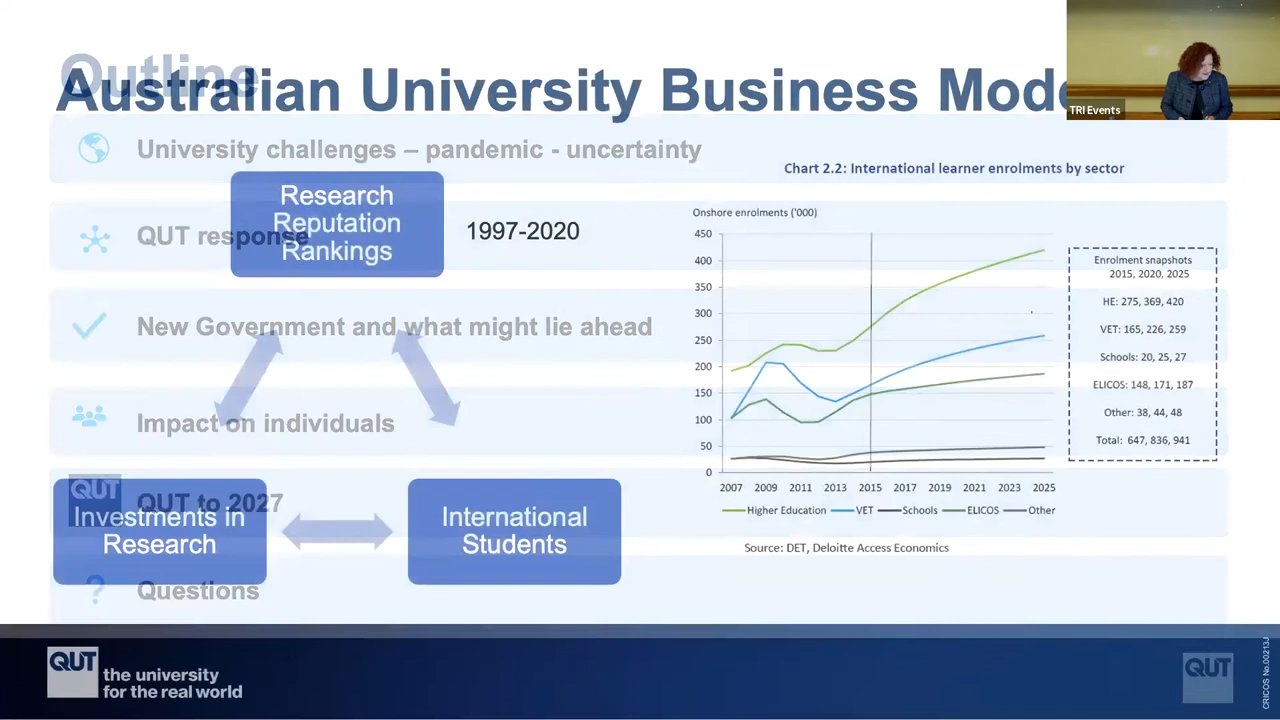 Outline
Australian University Business Mode
TRI Events
University challenges – pandemic - uncertainty
QUT response
New Government and what might lie ahead
Impact on individuals
QUT to 2027
Questions
Research
Reputation
Rankings
1997-2020
QUT
Investments in
Research
International
Students
Chart 2.2: International learner enrolments by sector
Onshore enrolments ('000)
450
400
350
300
250
200
150
100
50
0
2007 2009 2011 2013 2015 2017 2019 2021 2023 2025
Higher Education VET Schools ELICOS Other
Source: DET, Deloitte Access Economics
Enrolment snapshots
2015, 2020, 2025
HE: 275, 369, 420
VET: 165, 226, 259
Schools: 20, 25, 27
ELICOS: 148, 171, 187
Other: 38, 44, 48
Total: 647, 836, 941
?
QUT
the university
for the real world
QUT
CRICOS No.00213J